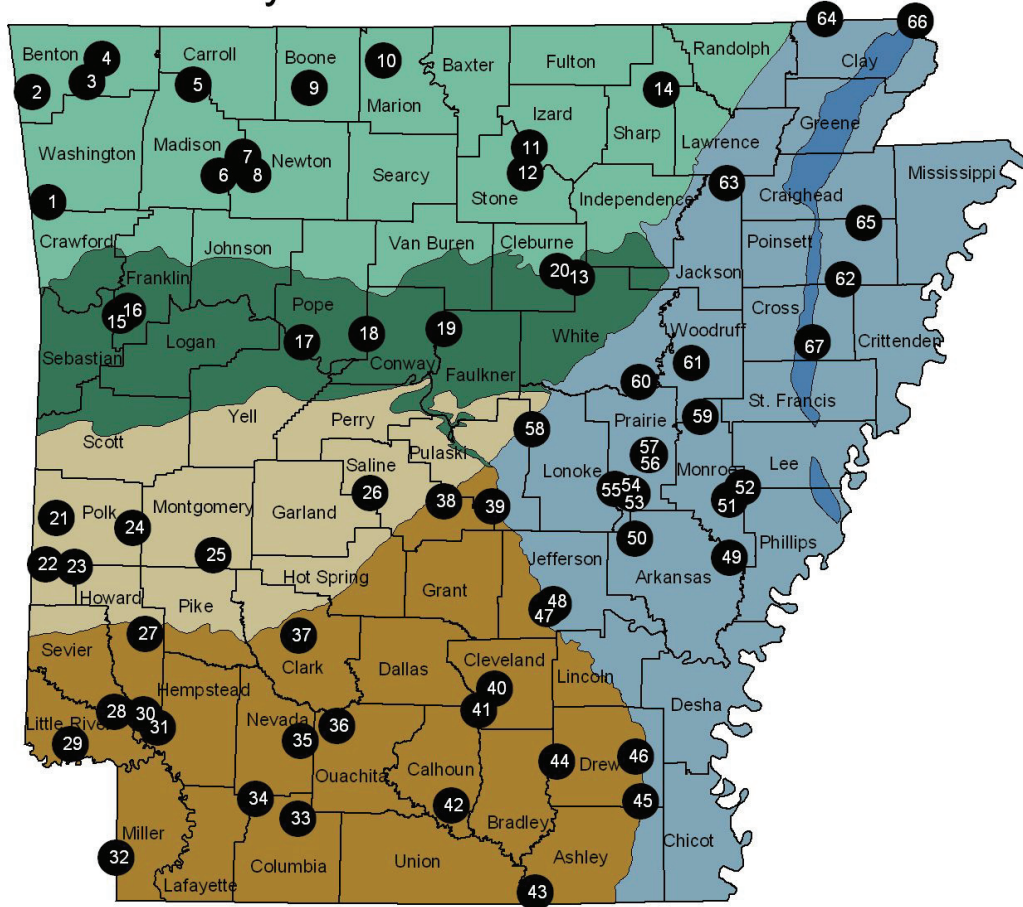 64
66
Benton
4
Carroll
Boone
10
Baxter
Fulton
Randolph
Clay
2
3
5
9
Marion
14
Izard
Greene
Washington
Madison
7
Newton
11
Sharp
Lawrence
6
8
Searcy
12
Stone
Independence
63
Craighead
Mississippi
1
65
Crawford
Johnson
Van Buren
Cleburne
Poinsett
Franklin
20
13
Jackson
62
16
15
Pope
Cross
17
18
19
White
Woodruff
67
Crittenden
Logan
Sebastian
Conway
Faulkner
61
60
St. Francis
Yell
Perry
Prairie
59
Scott
58
Pulaski
57
56
Saline
Lonoke
Monroe
Lee
26
55
54
53
52
51
Polk
Montgomery
Garland
38
39
21
24
50
Phillips
22
23
25
Jefferson
49
Hot Spring
Arkansas
Howard
Pike
Grant
48
47
27
37
Sevier
Clark
Dallas
Cleveland
Lincoln
Hempstead
40
Desha
28
30
31
Nevada
36
41
Little River
29
35
46
44
Drew
Ouachita
Calhoun
34
42
45
33
Bradley
Miller
Chicot
32
Columbia
Union
Ashley
Lafayette
43